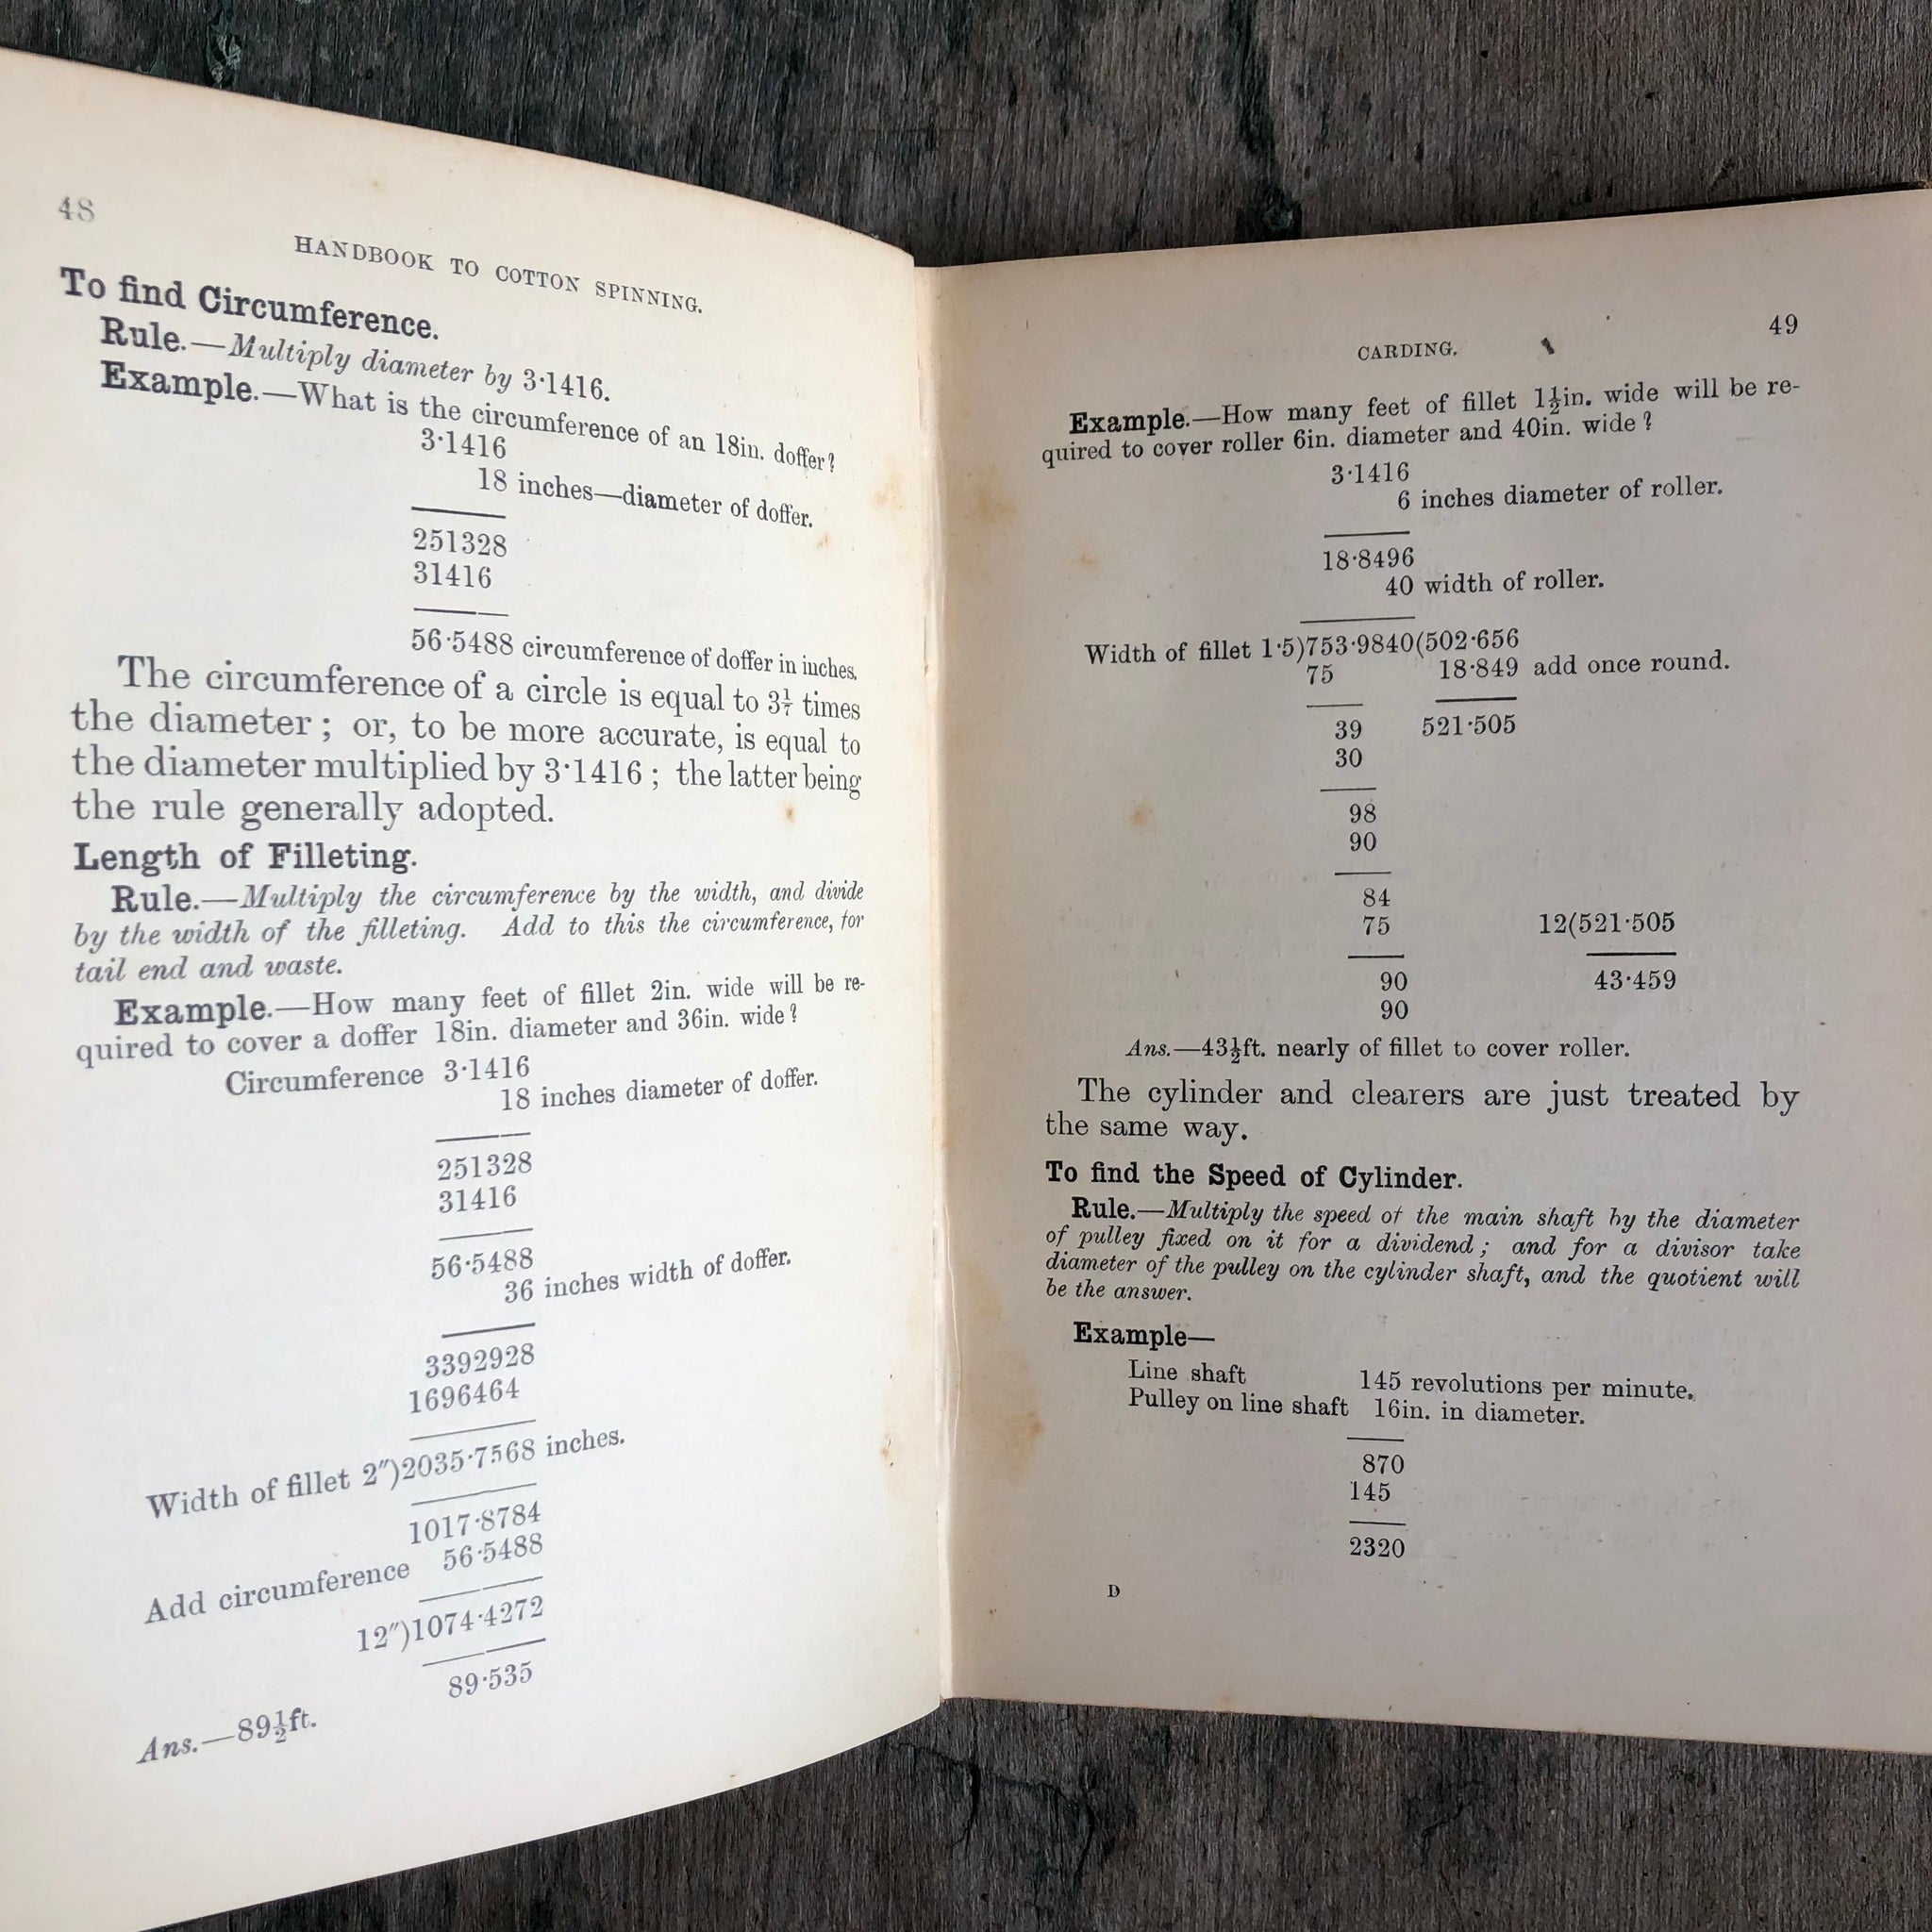 48
HANDBOOK TO COTTON SPINNING.
To find Circumference.
Rule.—Multiply diameter by 3·1416.
Example.—What is the circumference of an 18in. doffer?
3·1416
18 inches—diameter of doffer.
251328
31416
56·5488 circumference of doffer in inches.
The circumference of a circle is equal to 3 1/7 times
the diameter; or, to be more accurate, is equal to
the diameter multiplied by 3·1416; the latter being
the rule generally adopted.
Length of Filleting.
Rule.—Multiply the circumference by the width, and divide
by the width of the filleting. Add to this the circumference, for
tail end and waste.
Example.—How many feet of fillet 2in. wide will be re-
quired to cover a doffer 18in. diameter and 36in. wide?
Circumference 3·1416
18 inches diameter of doffer.
251328
31416
56·5488
36 inches width of doffer.
3392928
1696464
Width of fillet 2″)2035·7568 inches.
1017·8784
Add circumference 56·5488
12″)1074·4272
89·535
Ans.—89½ft.
49
CARDING.
Example.—How many feet of fillet 1½in. wide will be re-
quired to cover roller 6in. diameter and 40in. wide?
3·1416
6 inches diameter of roller.
18·8496
40 width of roller.
Width of fillet 1·5)753·9840(502·656
75 18·849 add once round.
39 521·505
30
98
90
84
75 12(521·505
90 43·459
90
Ans.—43½ft. nearly of fillet to cover roller.
The cylinder and clearers are just treated by
the same way.
To find the Speed of Cylinder.
Rule.—Multiply the speed of the main shaft by the diameter
of pulley fixed on it for a dividend; and for a divisor take
diameter of the pulley on the cylinder shaft, and the quotient will
be the answer.
Example—
Line shaft 145 revolutions per minute.
Pulley on line shaft 16in. in diameter.
870
145
2320
D